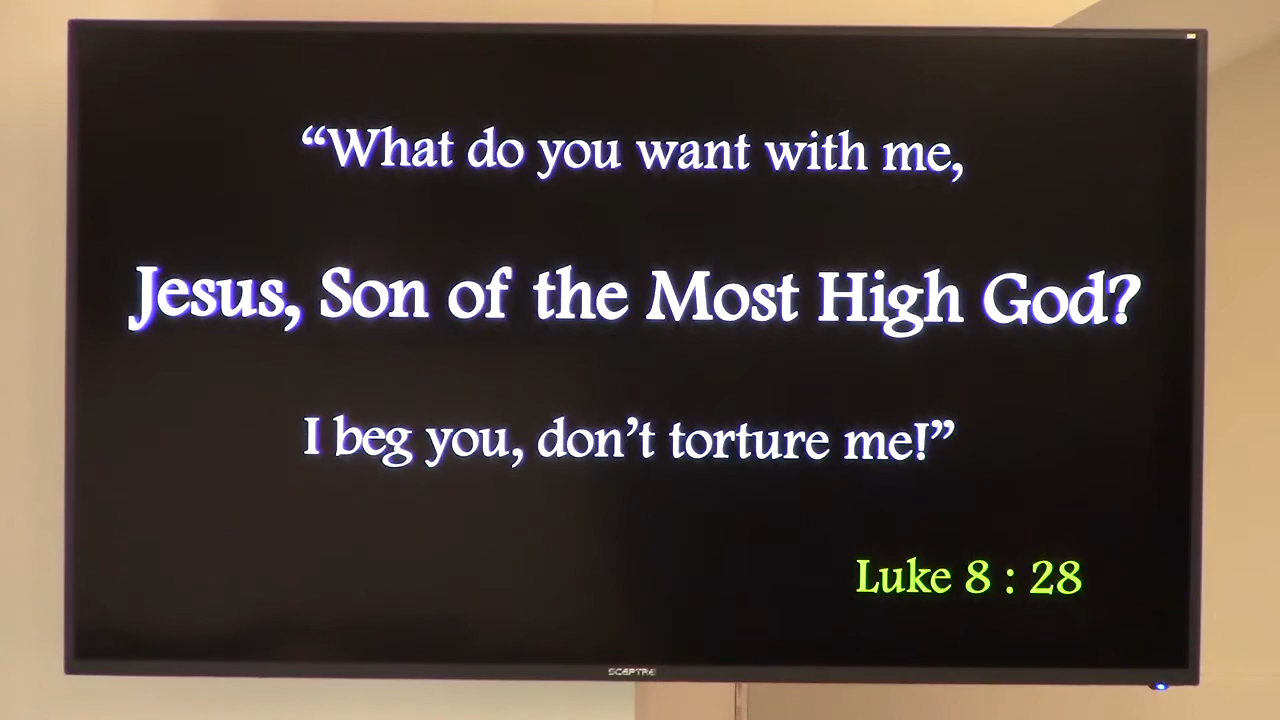 “What do you want with me,
Jesus, Son of the Most High God?
I beg you, don’t torture me!”
Luke 8 : 28
SCEPTRE